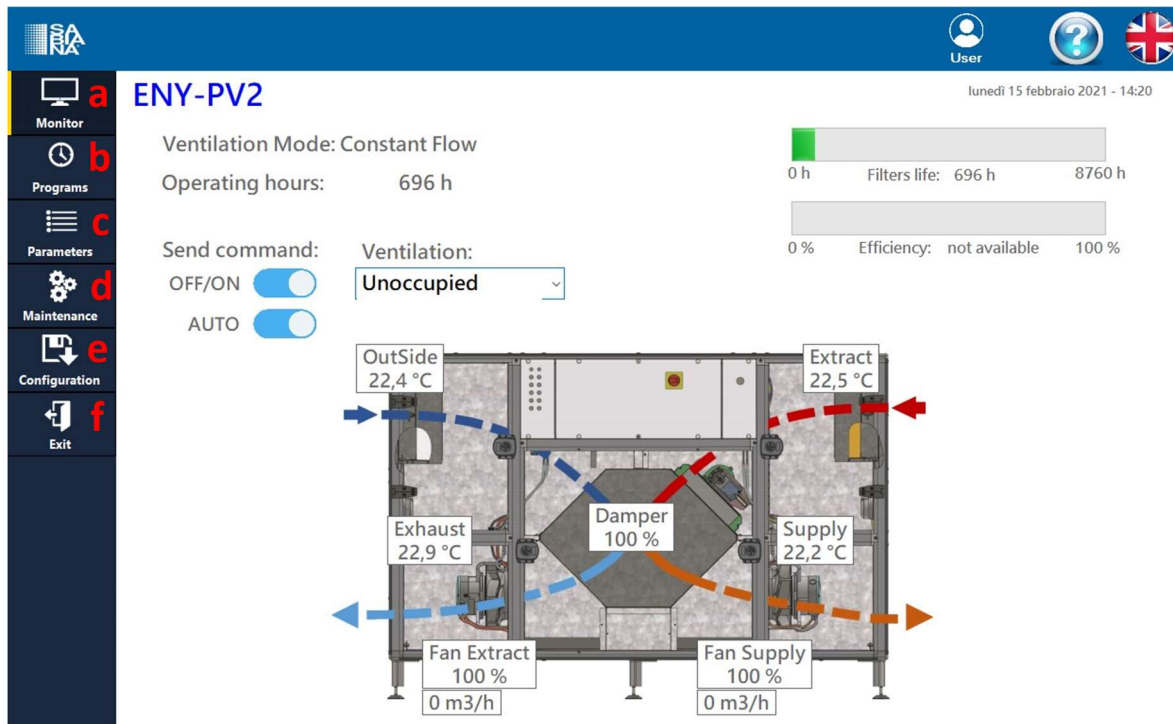 SABIANA
User
?
a
Monitor
b
Programs
c
Parameters
d
Maintenance
e
Configuration
f
Exit
ENY-PV2
lunedì 15 febbraio 2021 - 14:20
Ventilation Mode: Constant Flow
Operating hours: 696 h
0 h Filters life: 696 h 8760 h
0 % Efficiency: not available 100 %
Send command: Ventilation:
OFF/ON Unoccupied
AUTO
OutSide
22,4 °C
Extract
22,5 °C
Damper
100 %
Exhaust
22,9 °C
Supply
22,2 °C
Fan Extract
100 %
0 m3/h
Fan Supply
100 %
0 m3/h